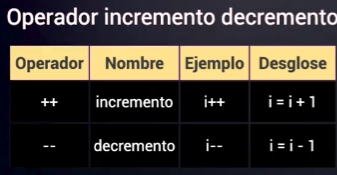 Operador incremento decremento
Operador Nombre Ejemplo Desglose
++ incremento i++ i = i + 1
-- decremento i-- i = i - 1